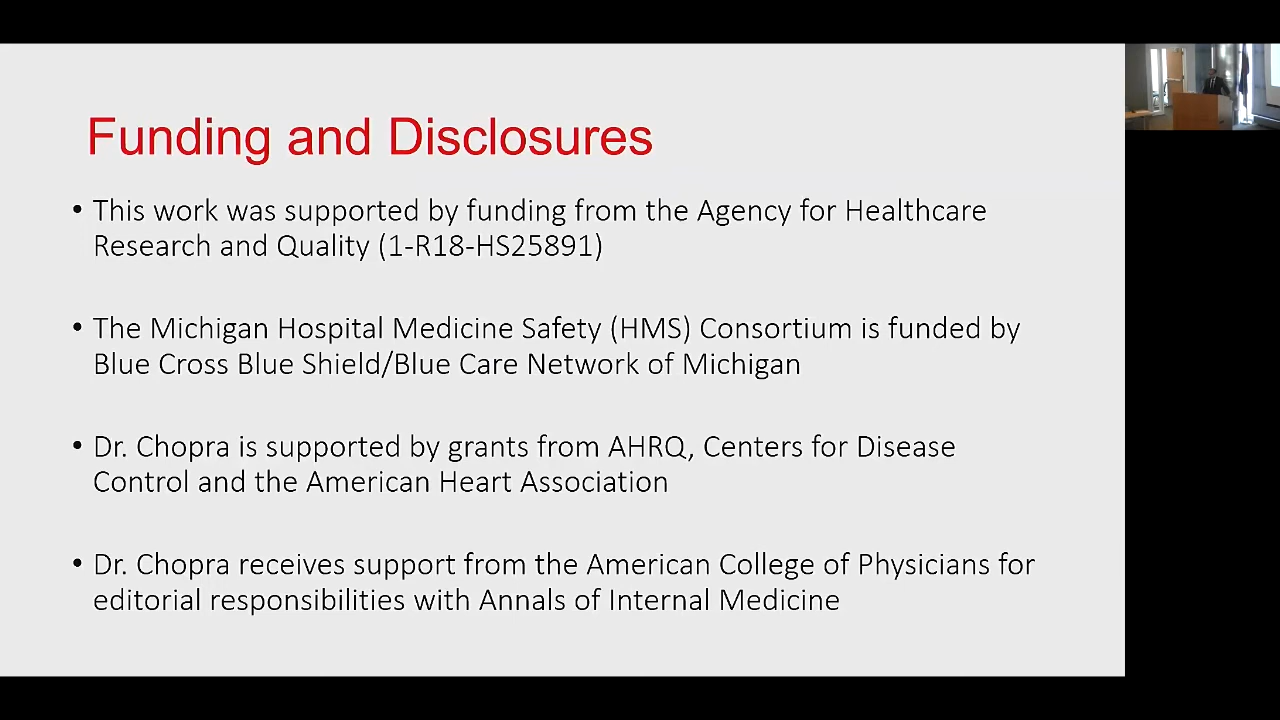 Funding and Disclosures
• This work was supported by funding from the Agency for Healthcare
Research and Quality (1-R18-HS25891)
• The Michigan Hospital Medicine Safety (HMS) Consortium is funded by
Blue Cross Blue Shield/Blue Care Network of Michigan
• Dr. Chopra is supported by grants from AHRQ, Centers for Disease
Control and the American Heart Association
• Dr. Chopra receives support from the American College of Physicians for
editorial responsibilities with Annals of Internal Medicine